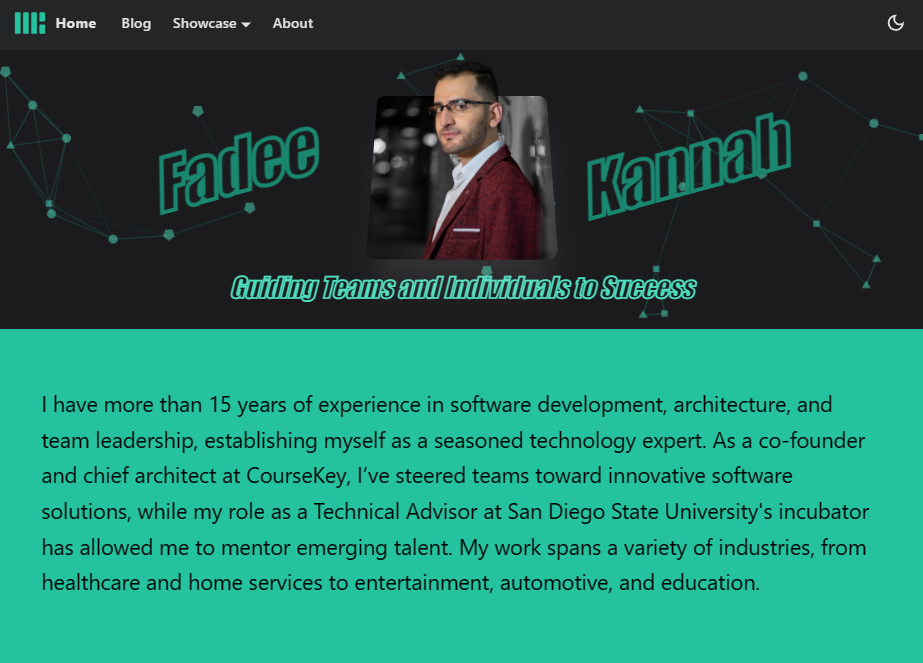 Home Blog Showcase About
Fadee Kannah
Guiding Teams and Individuals to Success
I have more than 15 years of experience in software development, architecture, and
team leadership, establishing myself as a seasoned technology expert. As a co-founder
and chief architect at CourseKey, I’ve steered teams toward innovative software
solutions, while my role as a Technical Advisor at San Diego State University's incubator
has allowed me to mentor emerging talent. My work spans a variety of industries, from
healthcare and home services to entertainment, automotive, and education.